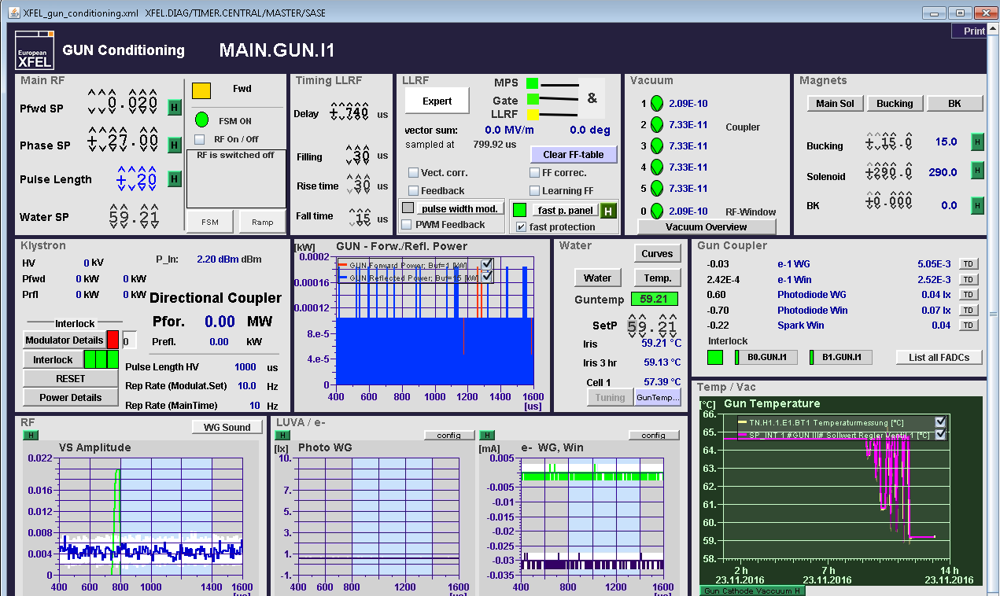 XFEL_gun_conditioning.xml XFEL.DIAG/TIMER.CENTRAL/MASTER/SASE
Print
European
XFEL
GUN Conditioning MAIN.GUN.I1
Main RF
Pfwd SP 0.020 H
Phase SP +27.00 H
Pulse Length +.20 H
Water SP 59.21
Fwd
FSM ON
RF On / Off
RF is switched off
FSM Ramp
Timing LLRF
Delay +.740 us
Filling .30 us
Rise time .30 us
Fall time .15 us
LLRF
Expert
MPS
Gate
LLRF
&
vector sum: 0.0 MV/m 0.0 deg
sampled at 799.92 us
Clear FF-table
Vect. corr. FF correc.
Feedback Learning FF
pulse width mod. fast p. panel H
PWM Feedback fast protection
Vacuum
1 2.09E-10
2 7.33E-11 Coupler
3 7.33E-11
4 7.33E-11
5 7.33E-11
0 2.09E-10 RF-Window
Vacuum Overview
Magnets
Main Sol Bucking BK
Bucking + 15.0 15.0 H
Solenoid +290.0 290.0 H
BK +0.000 0.0 H
Klystron
HV 0 kV P_In: 2.20 dBm dBm
Pfwd 0 kW 0 kW
Prfl 0 kW 0 kW
Directional Coupler
Pfor. 0.00 MW
Prefl. 0.00 kW
Interlock
Modulator Details 0
Interlock
RESET
Power Details
Pulse Length HV 1000 us
Rep Rate (Modulat.Set) 10.0 Hz
Rep Rate (MainTime) 10 Hz
[kW] GUN - Forw./Refl. Power
GUN Forward Power; Buf=1 [kW]
GUN Reflected Power; Buf=15 [kW]
0.0002
0.00016
0.00012
8.e-5
4.e-5
0
400 600 800 1000 1200 1400 1600
[us]
Water
Curves
Water Temp.
Guntemp 59.21
SetP 59.21
Iris 59.21 °C
Iris 3 hr 59.13 °C
Cell 1 57.39 °C
Tuning GunTemp...
Gun Coupler
-0.03 e-1 WG 5.05E-3 TD
2.42E-4 e-1 Win 2.52E-3 TD
0.60 Photodiode WG 0.04 lx TD
-0.70 Photodiode Win 0.07 lx TD
-0.22 Spark Win 0.04 TD
Interlock
B0.GUN.I1 B1.GUN.I1 List all FADCs
RF
H WG Sound
VS Amplitude
0.022
0.016
0.012
0.008
0.004
0
400 600 800 1000 1400 1600
[us]
LUVA / e-
H config
[lx] Photo WG
10.
7.
5.
3.
1.
-1.
-4.
400 800 1200 1600
[us]
H config
[mA] e- WG, Win
0.005
-0.005
-0.01
-0.015
-0.02
-0.025
-0.03
-0.035
400 800 1200 1600
[us]
Temp / Vac
[°C] Gun Temperature
TN.H1.1.E1.BT1 Temperaturmessung [°C]
SP_INT 1 #GUN III# Sollwert Regler Ventil 1 [°C]
66.
65.
64.
63.
62.
61.
60.
59.
58.
2 h 7 h 14 h
23.11.2016 23.11.2016 23.11.2016
Gun Cathode Vaccuum H